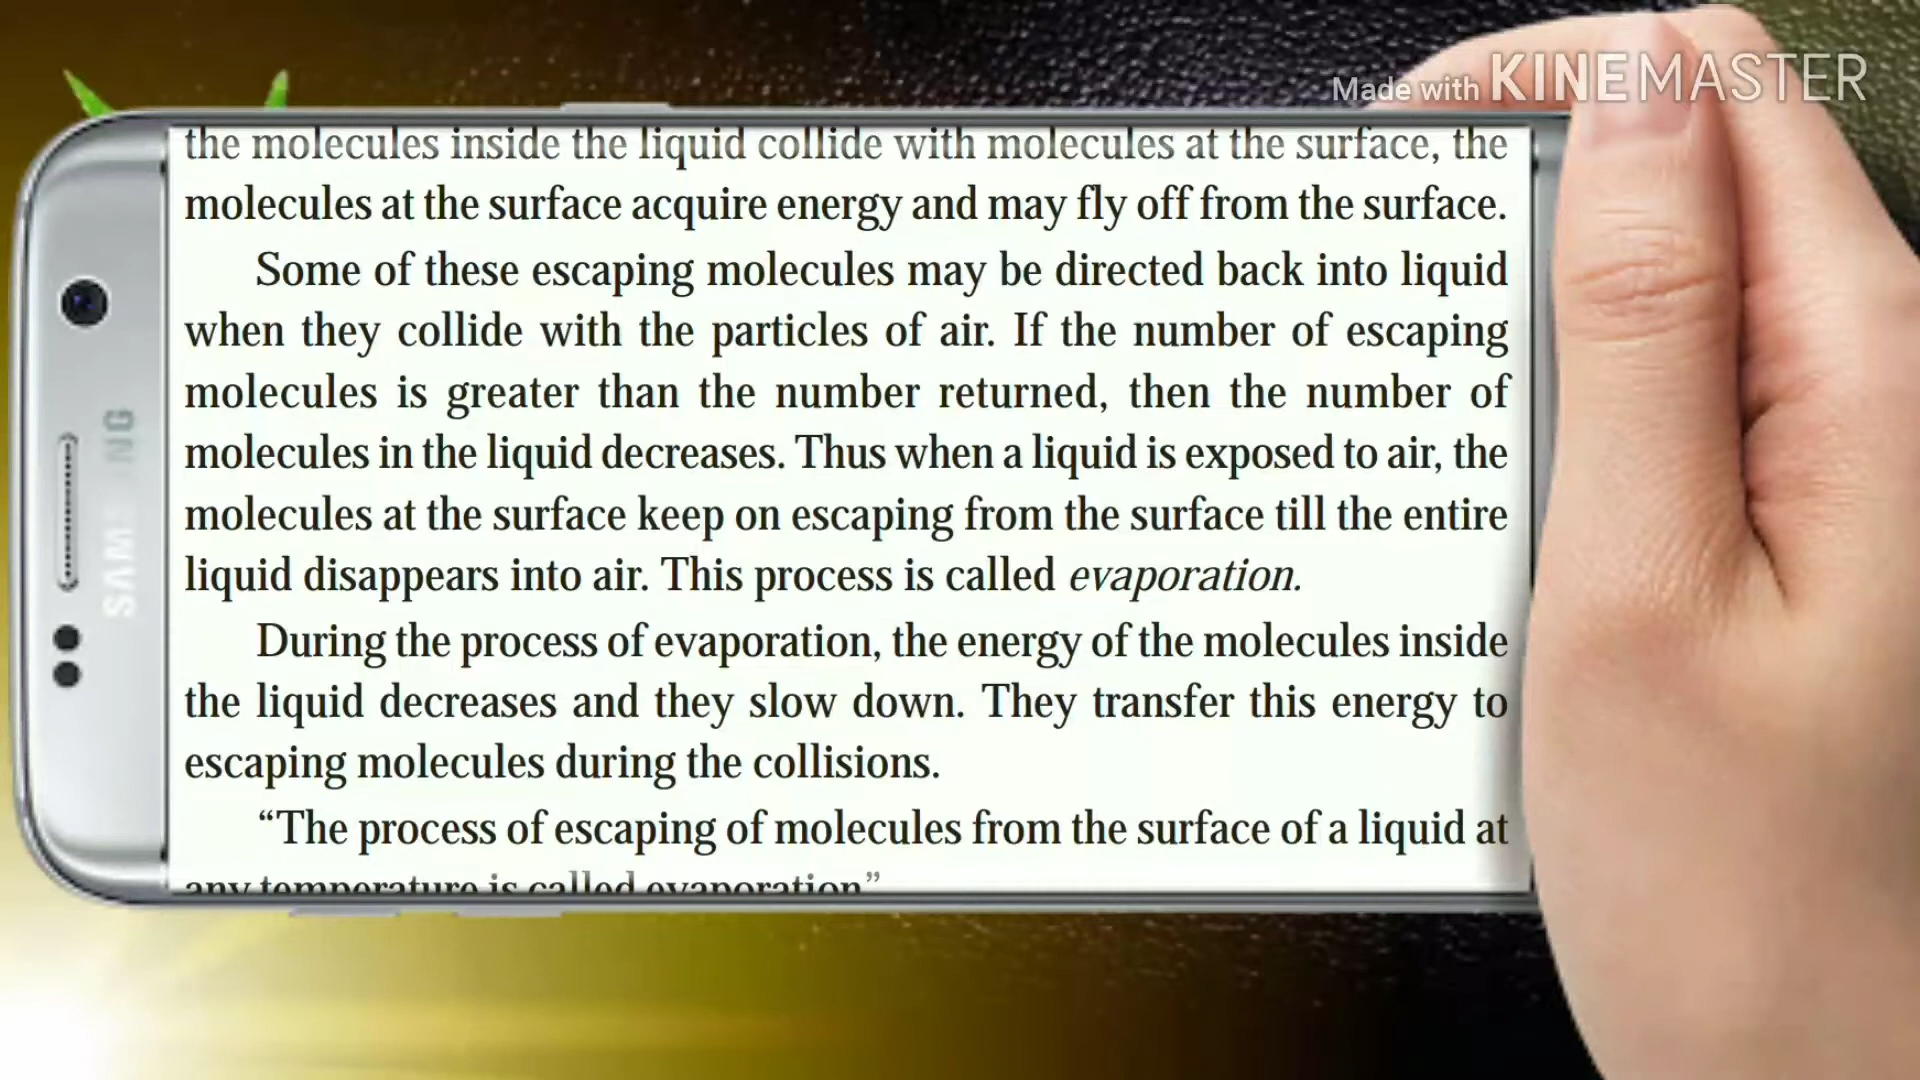 Made with KINEMASTER
the molecules inside the liquid collide with molecules at the surface, the
molecules at the surface acquire energy and may fly off from the surface.
Some of these escaping molecules may be directed back into liquid
when they collide with the particles of air. If the number of escaping
molecules is greater than the number returned, then the number of
molecules in the liquid decreases. Thus when a liquid is exposed to air, the
molecules at the surface keep on escaping from the surface till the entire
liquid disappears into air. This process is called evaporation.
During the process of evaporation, the energy of the molecules inside
the liquid decreases and they slow down. They transfer this energy to
escaping molecules during the collisions.
“The process of escaping of molecules from the surface of a liquid at
any temperature is called evaporation”
SAM NG